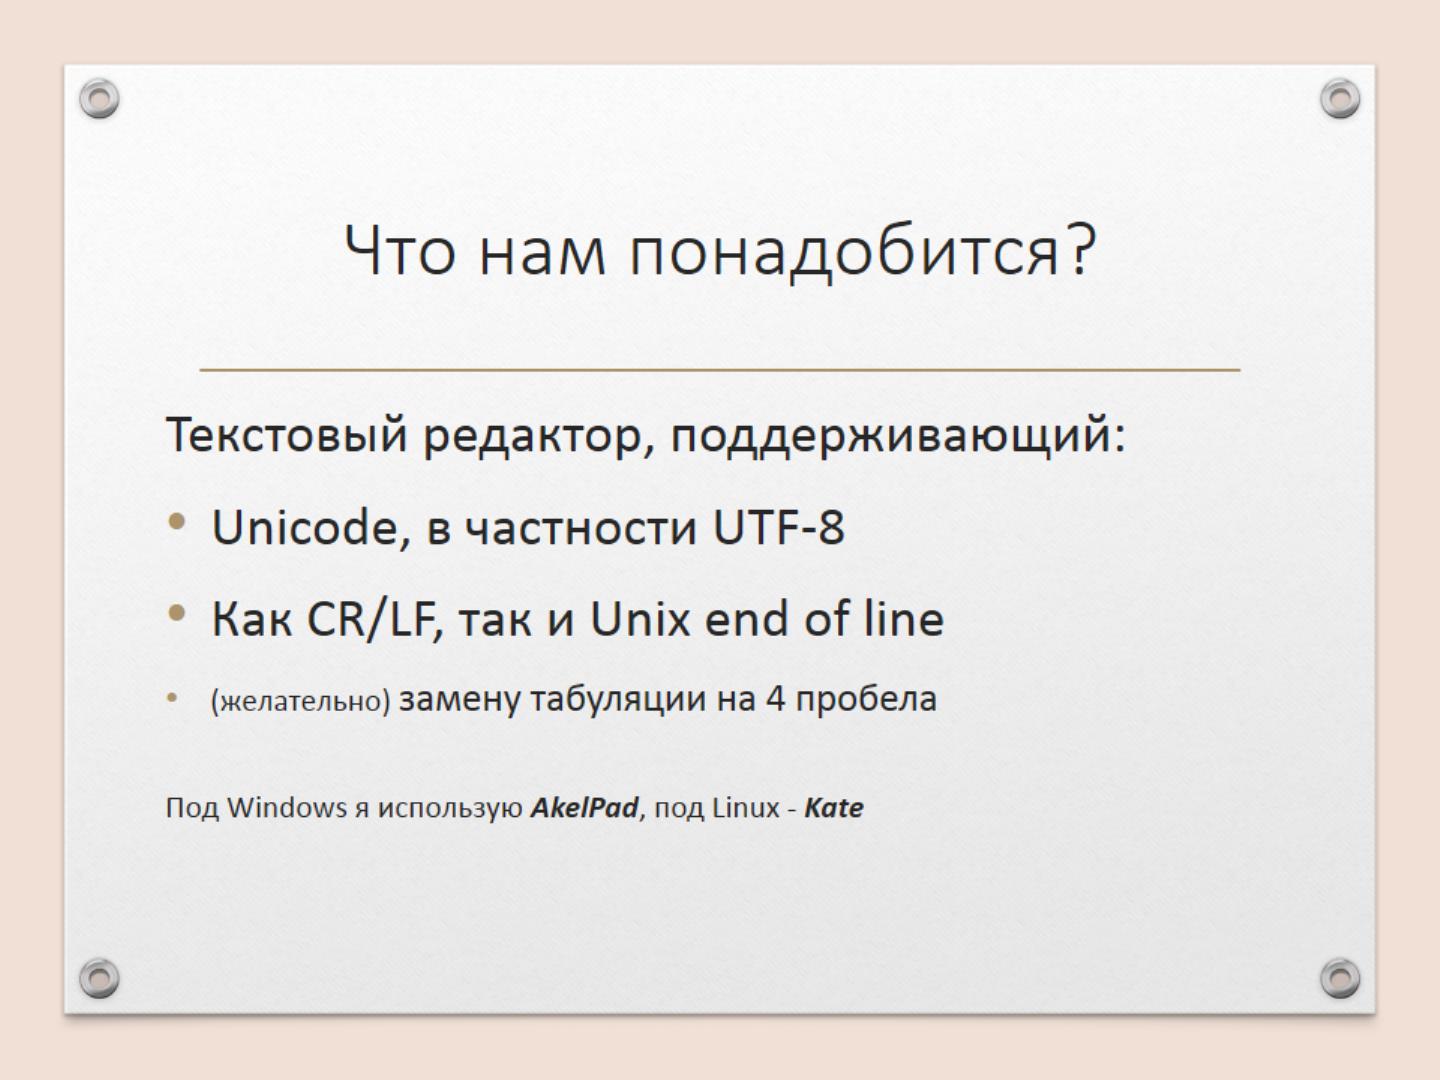 Что нам понадобится?
Текстовый редактор, поддерживающий:
• Unicode, в частности UTF-8
• Как CR/LF, так и Unix end of line
• (желательно) замену табуляции на 4 пробела
Под Windows я использую AkelPad, под Linux - Kate